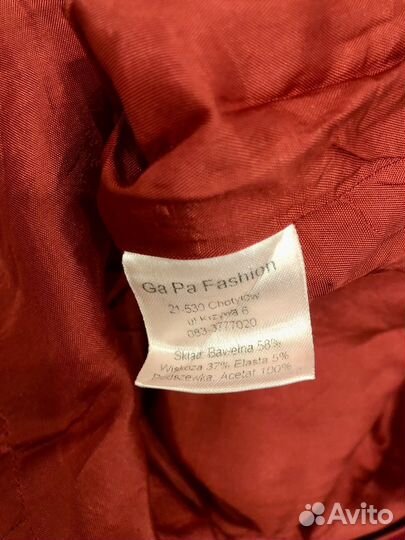 Ga Pa Fashion
21-530 Chotyłów
ul Krzywa 6
083-3777020
Skład: Bawełna 58%
Wiskoza 37% Elasta 5%
Podszewka, Acetat 100%
Avito